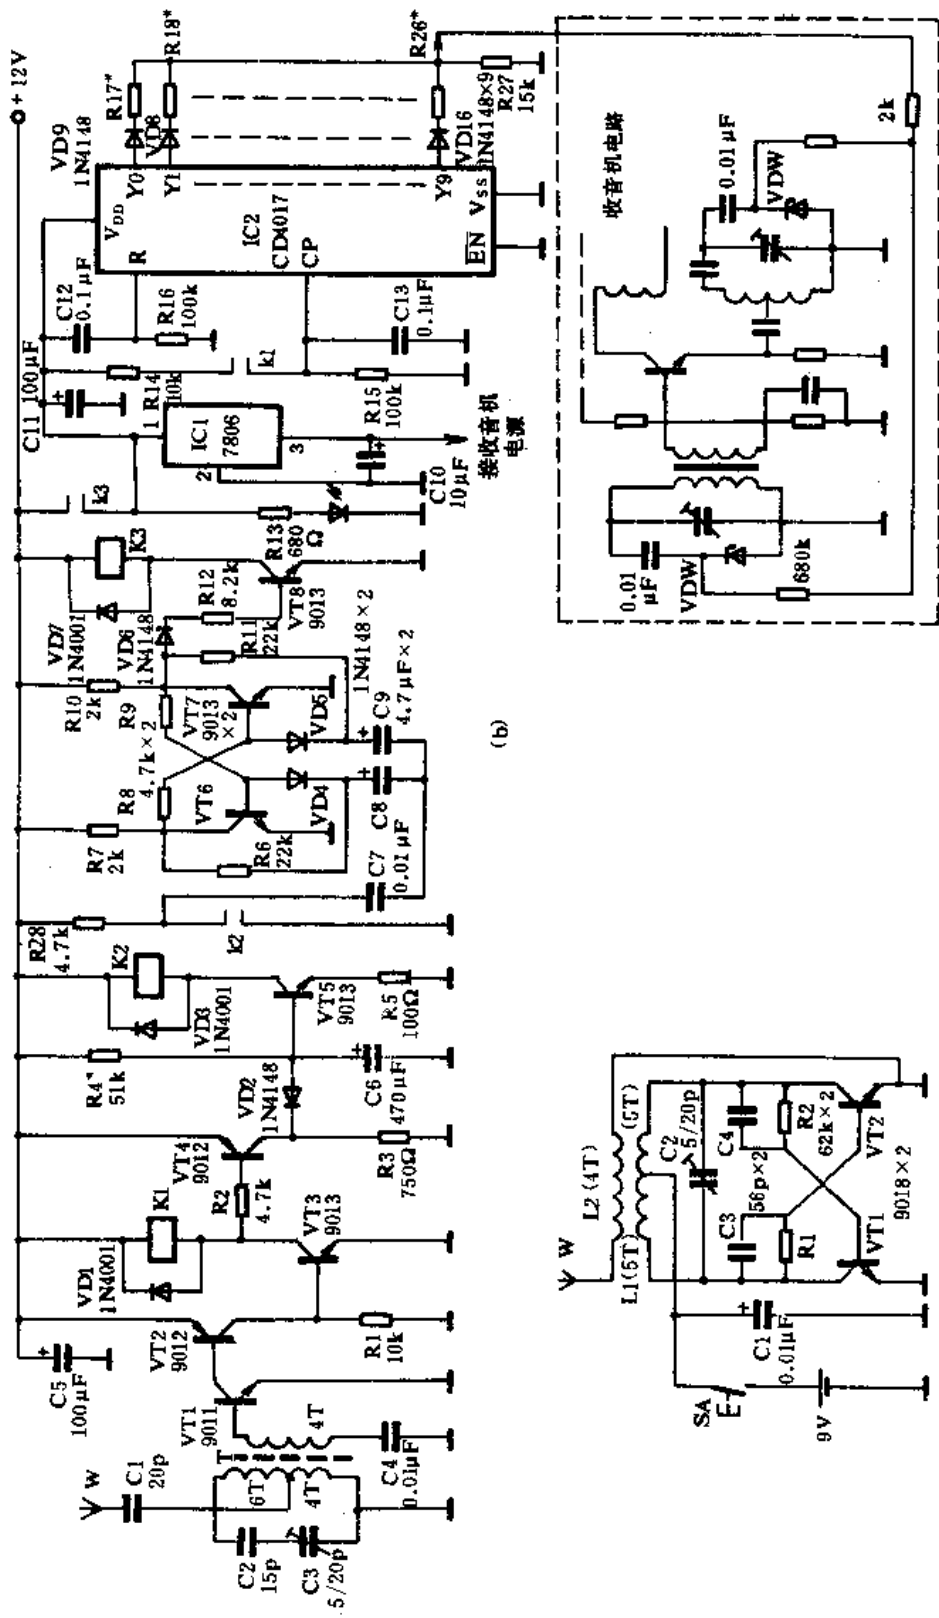 +12V
W
C1
20p
C2
15p
C3
5/20p
6T
4T
T
4T
C4
0.01μF
VT1
9011
C5
100μF
VT2
9012
R1
10k
VD1
1N4001
K1
VT3
9013
R2
4.7k
VT4
9012
R3
750Ω
VD2
1N4148
R4*
51k
C6
470μF
VD3
1N4001
K2
VT5
9013
R5
100Ω
R28
4.7k
k2
C7
0.01μF
R7
2k
R6
22k
VT6
R8
4.7k×2
R9
VD4
C8
VT7
9013
×2
VD5
C9
4.7μF×2
1N4148×2
R10
2k
VD7
1N4001
VD6
1N4148
R11
22k
R12
8.2k
VT8
9013
K3
k3
R13
680
Ω
C11
100μF
1
IC1
7806
2
3
C10
10μF
接收音机
电源
C12
0.1μF
R14
10k
R16
100k
k1
R15
100k
C13
0.1μF
VDD
R
IC2
CD4017
CP
EN
VSS
Y0
Y1
Y9
VD9
1N4148
VD8
VD16
1N4148×9
R17*
R18*
R26*
R27
15k
(b)
收音机电路
2k
0.01μF
VDW
0.01
μF
VDW
680k
W
L2(4T)
L1(5T)
(5T)
C2
5/20p
C3
56p×2
C4
R1
R2
62k×2
VT1
VT2
9018×2
C1
0.01μF
SA
9V